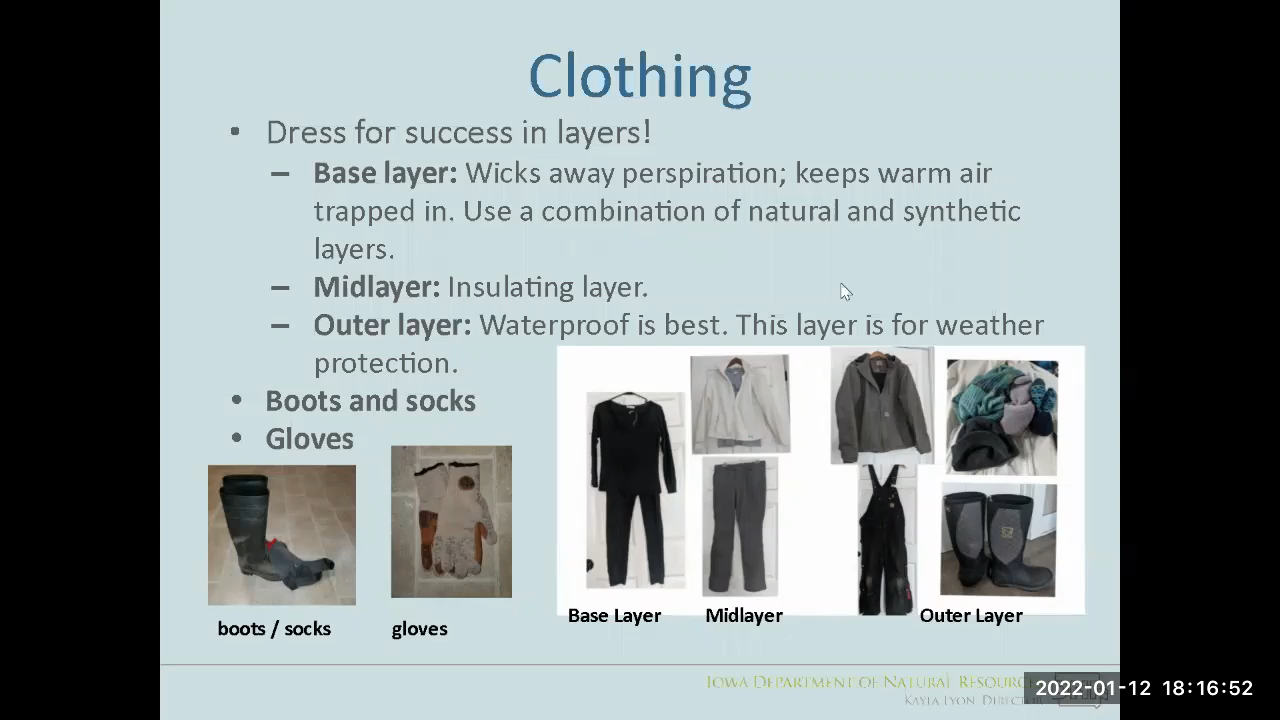 Clothing
• Dress for success in layers!
– Base layer: Wicks away perspiration; keeps warm air
trapped in. Use a combination of natural and synthetic
layers.
– Midlayer: Insulating layer.
– Outer layer: Waterproof is best. This layer is for weather
protection.
• Boots and socks
• Gloves
boots / socks
gloves
Base Layer
Midlayer
Outer Layer
Iowa Department of Natural
Kayla Lyon, Director
2022-01-12 18:16:52